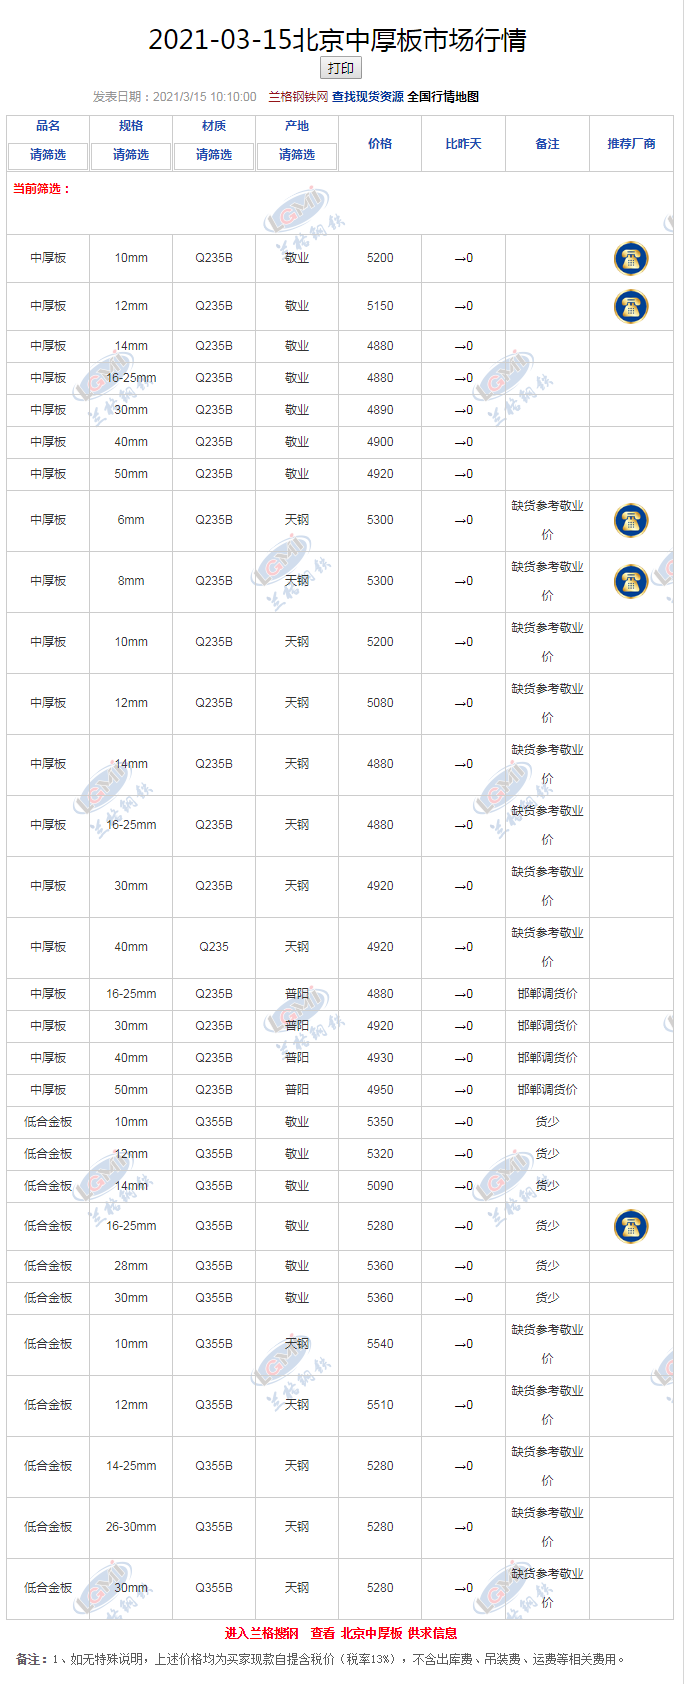 2021-03-15北京中厚板市场行情
打印
发表日期：2021/3/15 10:10:00 兰格钢铁网 查找现货资源 全国行情地图
品名 规格 材质 产地 价格 比昨天 备注 推荐厂商
请筛选 请筛选 请筛选 请筛选
当前筛选：
中厚板 10mm Q235B 敬业 5200 →0
中厚板 12mm Q235B 敬业 5150 →0
中厚板 14mm Q235B 敬业 4880 →0
中厚板 16-25mm Q235B 敬业 4880 →0
中厚板 30mm Q235B 敬业 4890 →0
中厚板 40mm Q235B 敬业 4900 →0
中厚板 50mm Q235B 敬业 4920 →0
中厚板 6mm Q235B 天钢 5300 →0 缺货参考敬业价
中厚板 8mm Q235B 天钢 5300 →0 缺货参考敬业价
中厚板 10mm Q235B 天钢 5200 →0 缺货参考敬业价
中厚板 12mm Q235B 天钢 5080 →0 缺货参考敬业价
中厚板 14mm Q235B 天钢 4880 →0 缺货参考敬业价
中厚板 16-25mm Q235B 天钢 4880 →0 缺货参考敬业价
中厚板 30mm Q235B 天钢 4920 →0 缺货参考敬业价
中厚板 40mm Q235 天钢 4920 →0 缺货参考敬业价
中厚板 16-25mm Q235B 普阳 4880 →0 邯郸调货价
中厚板 30mm Q235B 普阳 4920 →0 邯郸调货价
中厚板 40mm Q235B 普阳 4930 →0 邯郸调货价
中厚板 50mm Q235B 普阳 4950 →0 邯郸调货价
低合金板 10mm Q355B 敬业 5350 →0 货少
低合金板 12mm Q355B 敬业 5320 →0 货少
低合金板 14mm Q355B 敬业 5090 →0 货少
低合金板 16-25mm Q355B 敬业 5280 →0 货少
低合金板 28mm Q355B 敬业 5360 →0 货少
低合金板 30mm Q355B 敬业 5360 →0 货少
低合金板 10mm Q355B 天钢 5540 →0 缺货参考敬业价
低合金板 12mm Q355B 天钢 5510 →0 缺货参考敬业价
低合金板 14-25mm Q355B 天钢 5280 →0 缺货参考敬业价
低合金板 26-30mm Q355B 天钢 5280 →0 缺货参考敬业价
低合金板 30mm Q355B 天钢 5280 →0 缺货参考敬业价
进入兰格搜钢 查看 北京中厚板 供求信息
备注：1、如无特殊说明，上述价格均为买家现款自提含税价（税率13%），不含出库费、吊装费、运费等相关费用。